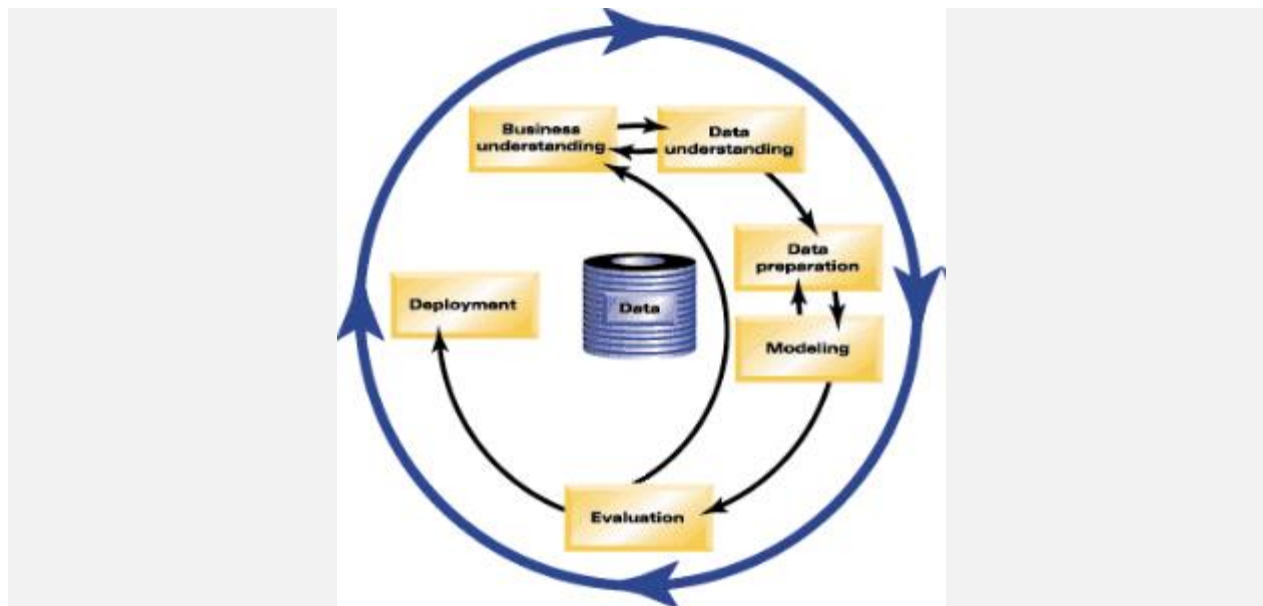 Business
understanding
Data
understanding
Data
preparation
Deployment
Data
Modeling
Evaluation